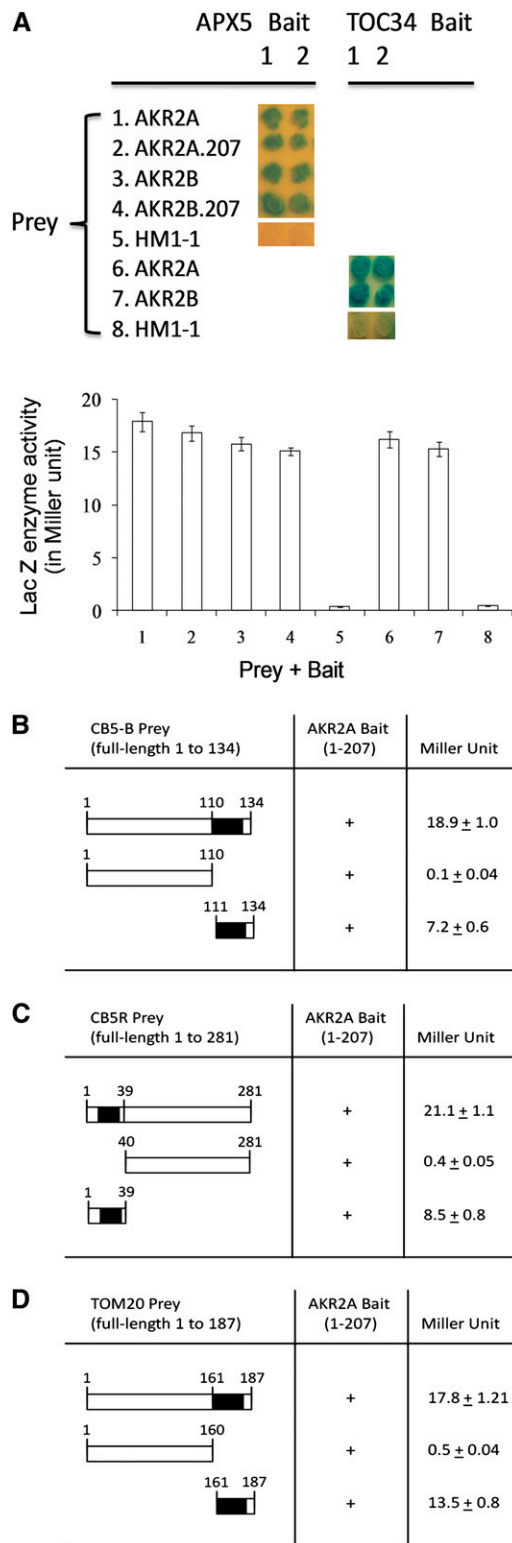 A
APX5 Bait TOC34 Bait
1 2 1 2
Prey
1. AKR2A
2. AKR2A.207
3. AKR2B
4. AKR2B.207
5. HM1-1
6. AKR2A
7. AKR2B
8. HM1-1
Lac Z enzyme activity
(in Miller unit)
20
15
10
5
0
1 2 3 4 5 6 7 8
Prey + Bait
B
CB5-B Prey
(full-length 1 to 134)
AKR2A Bait
(1-207)
Miller Unit
1 110 134
+ 18.9 ± 1.0
1 110
+ 0.1 ± 0.04
111 134
+ 7.2 ± 0.6
C
CB5R Prey
(full-length 1 to 281)
AKR2A Bait
(1-207)
Miller Unit
1 39 281
+ 21.1 ± 1.1
40 281
+ 0.4 ± 0.05
1 39
+ 8.5 ± 0.8
D
TOM20 Prey
(full-length 1 to 187)
AKR2A Bait
(1-207)
Miller Unit
1 161 187
+ 17.8 ± 1.21
1 160
+ 0.5 ± 0.04
161 187
+ 13.5 ± 0.8